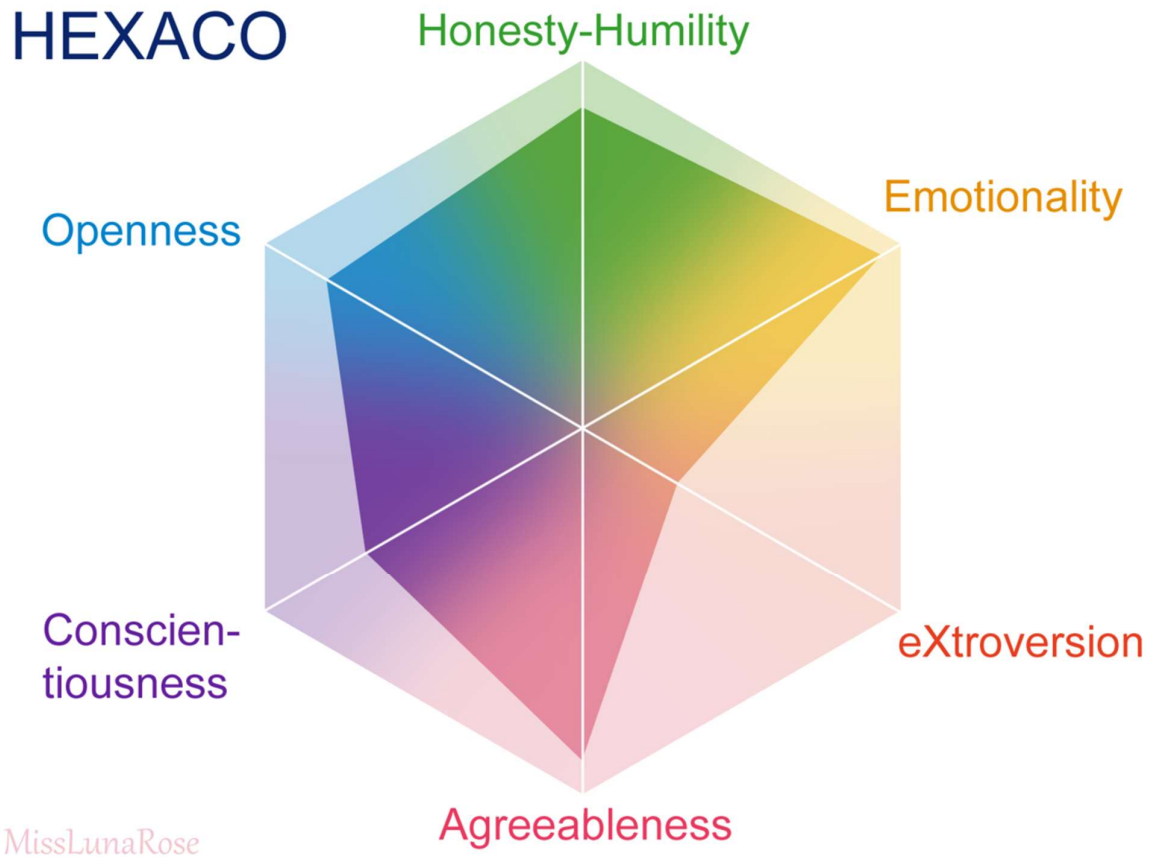 HEXACO
Honesty-Humility
Emotionality
Openness
Conscien-
tiousness
eXtroversion
Agreeableness
MissLunaRose